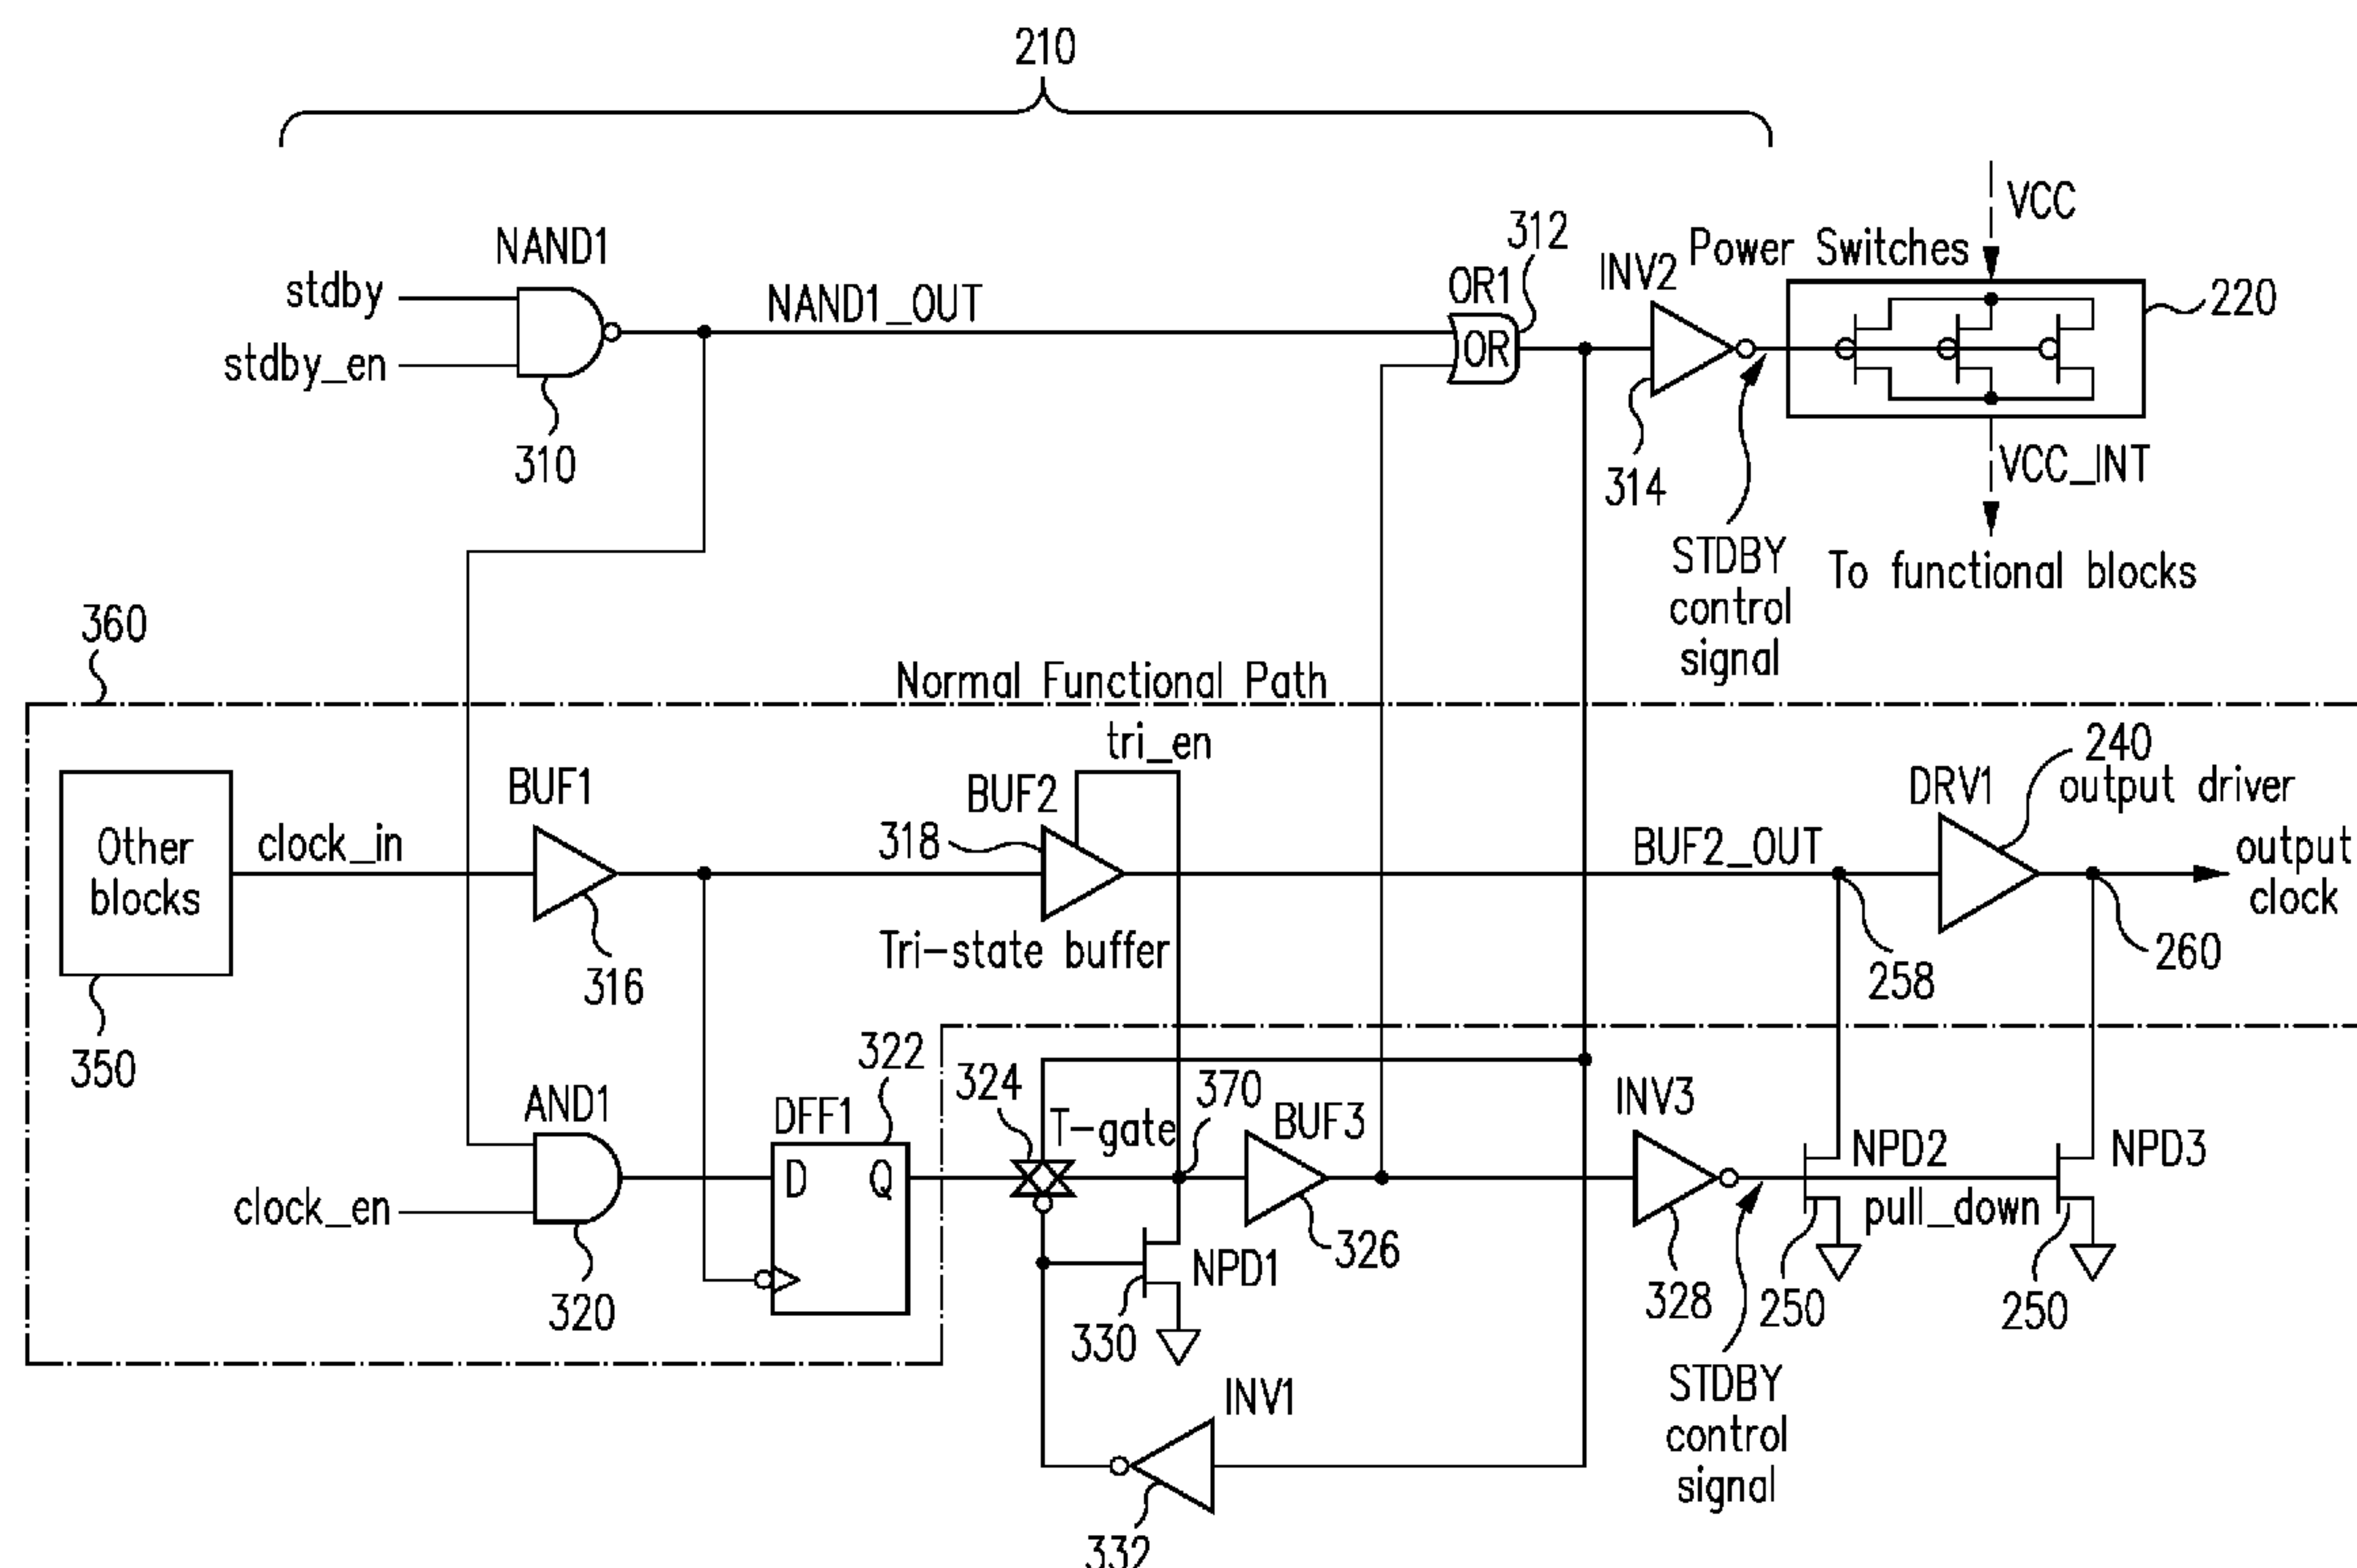 210
NAND1
stdby
stdby_en
310
NAND1_OUT
312
OR1
OR
INV2
314
Power Switches
VCC
220
VCC_INT
To functional blocks
STDBY
control
signal
360
Normal Functional Path
Other
blocks
350
clock_in
BUF1
316
tri_en
BUF2
318
Tri-state buffer
BUF2_OUT
258
DRV1
240
output driver
output
clock
260
AND1
clock_en
320
DFF1
322
D
Q
324
T-gate
370
BUF3
326
NPD1
330
INV1
332
INV3
328
STDBY
control
signal
NPD2
pull_down
250
NPD3
250